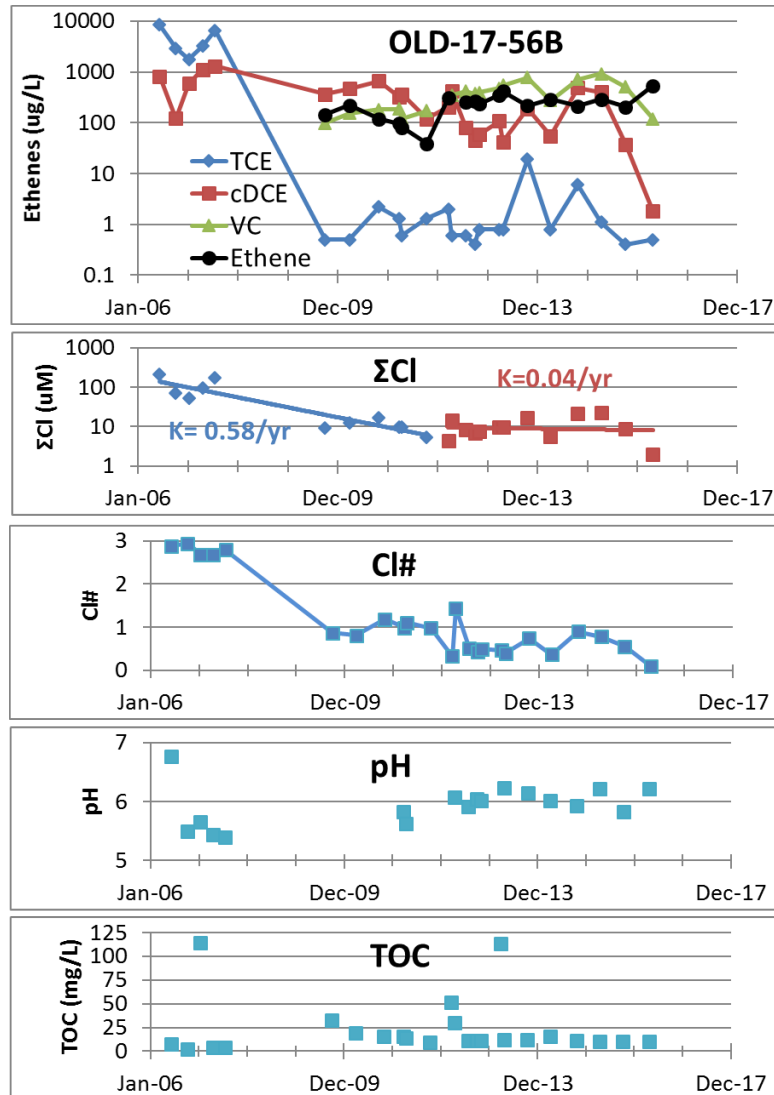 OLD-17-56B
Ethenes (ug/L)
10000
1000
100
10
1
0.1
TCE
cDCE
VC
Ethene
Jan-06 Dec-09 Dec-13 Dec-17
ΣCl
ΣCl (uM)
1000
100
10
1
K= 0.58/yr
K=0.04/yr
Jan-06 Dec-09 Dec-13 Dec-17
Cl#
Cl#
3
2
1
0
Jan-06 Dec-09 Dec-13 Dec-17
pH
pH
7
6
5
Jan-06 Dec-09 Dec-13 Dec-17
TOC
TOC (mg/L)
125
100
75
50
25
0
Jan-06 Dec-09 Dec-13 Dec-17